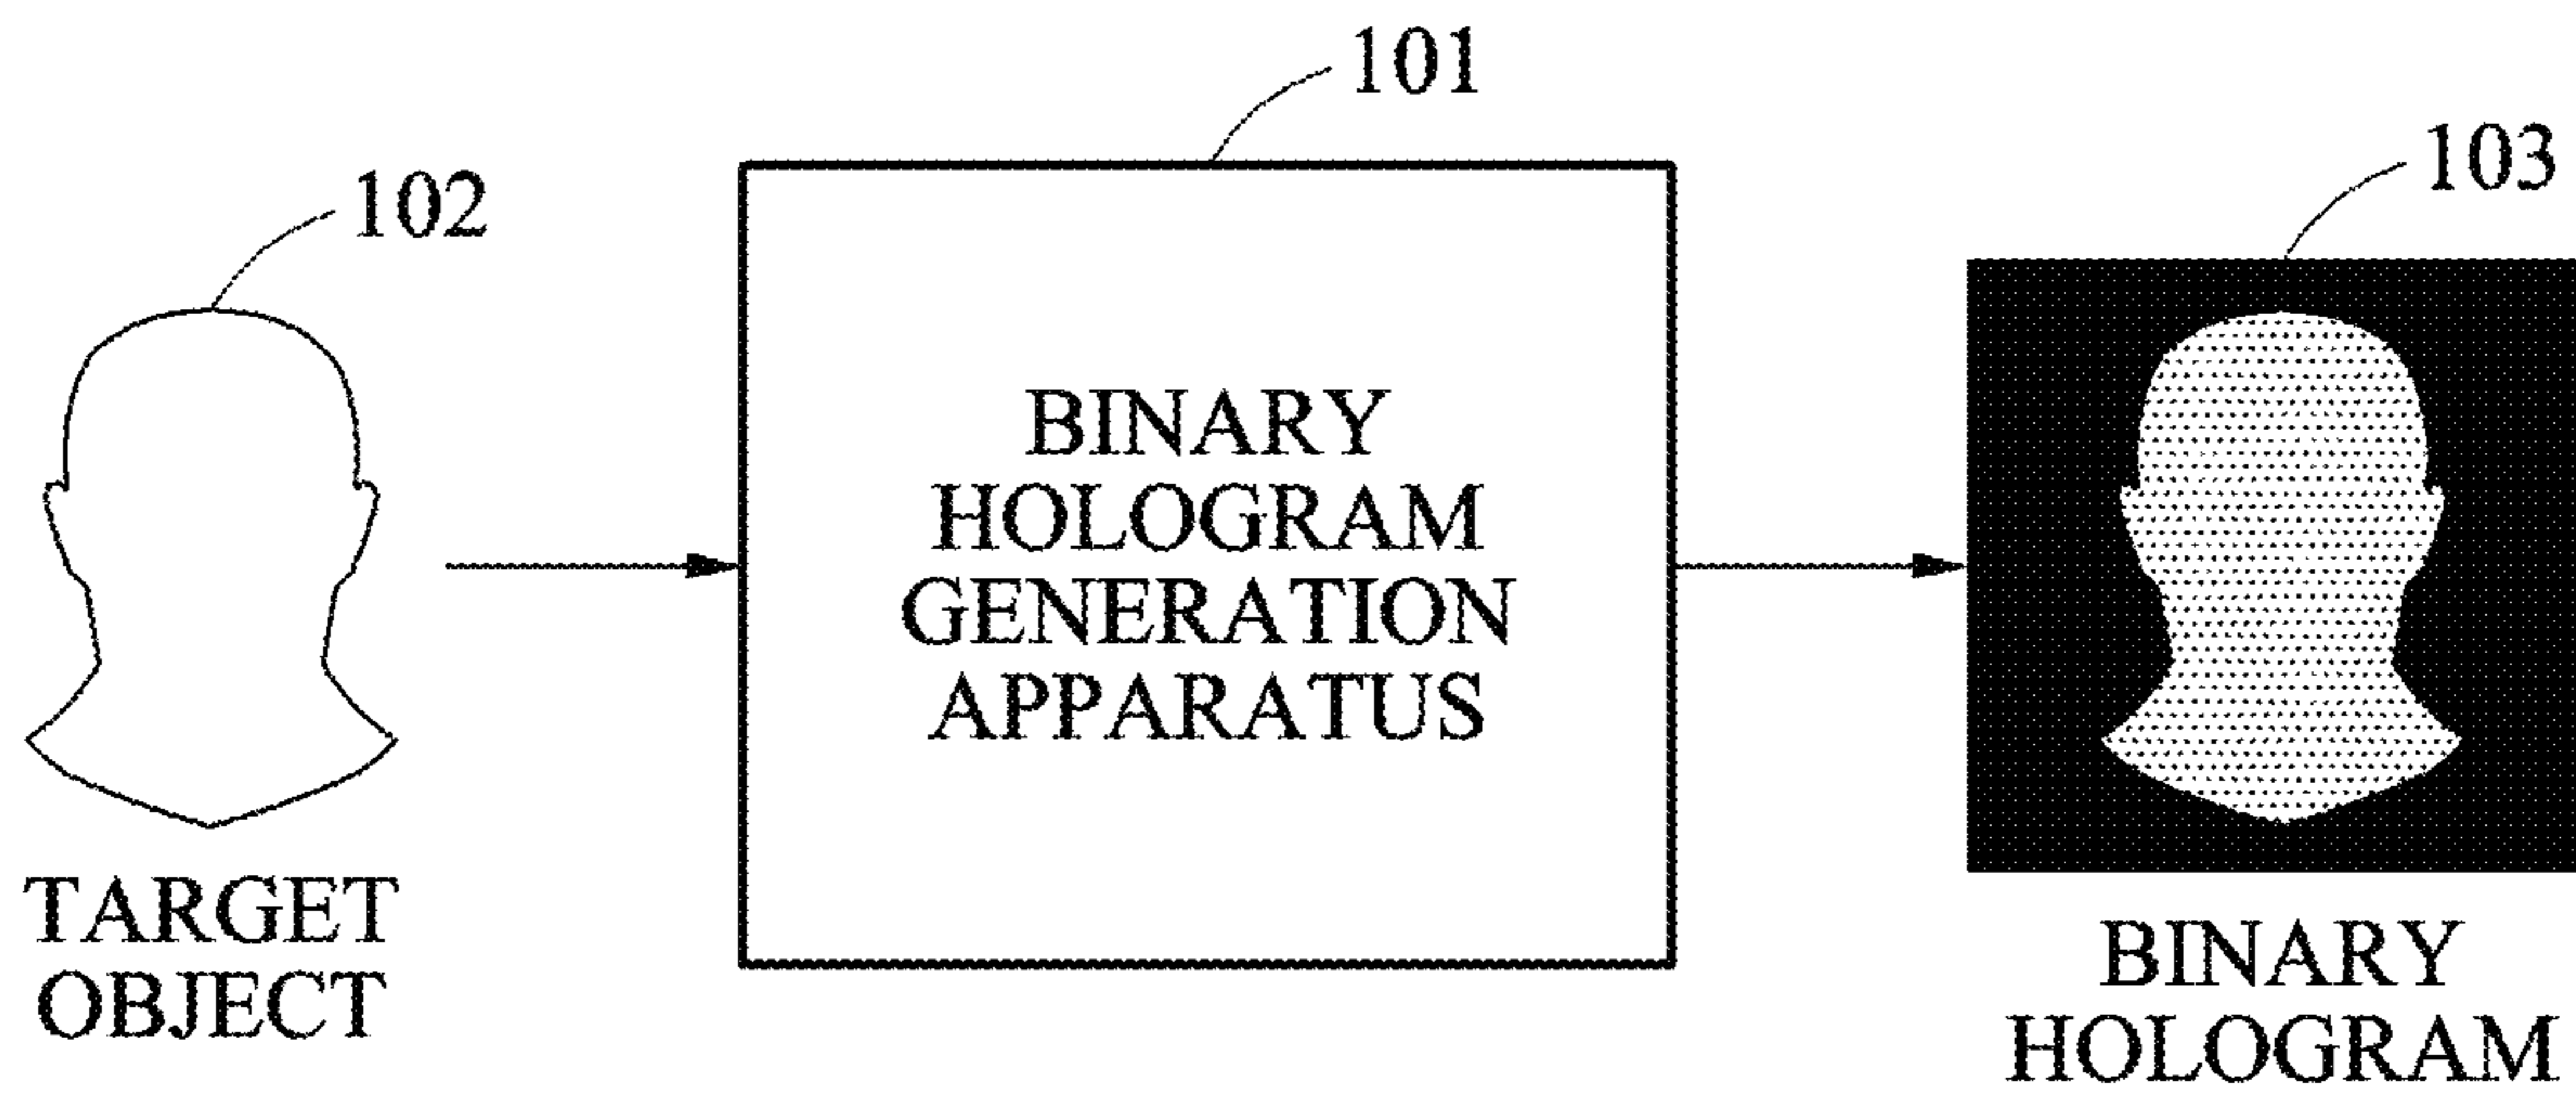 101
103
102
BINARY
HOLOGRAM
GENERATION
APPARATUS
TARGET
OBJECT
BINARY
HOLOGRAM